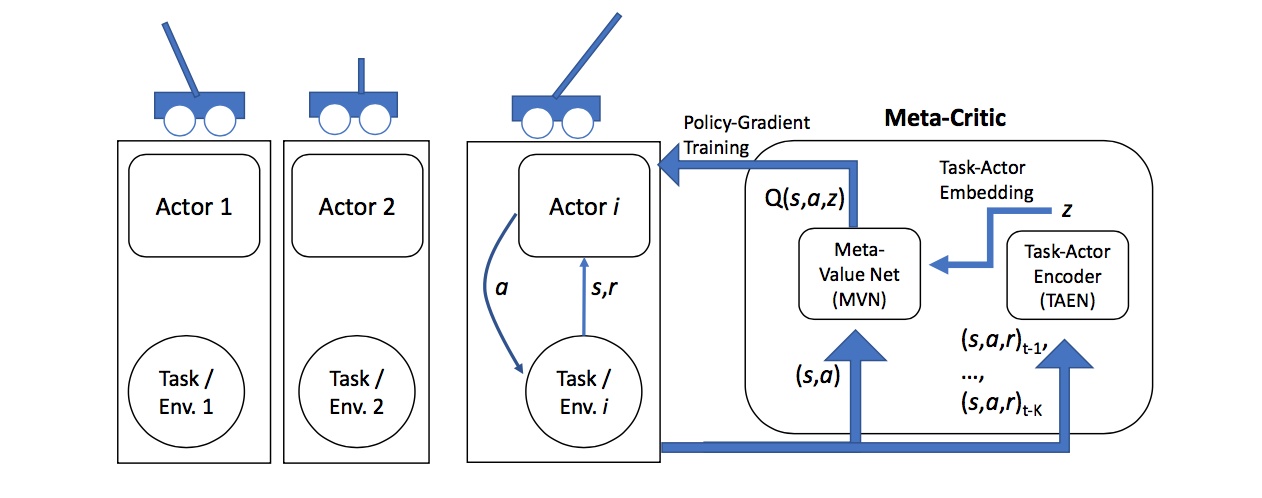 Actor 1
Task /
Env. 1
Actor 2
Task /
Env. 2
Actor i
a
s,r
Task /
Env. i
Policy-Gradient
Training
Meta-Critic
Q(s,a,z)
Meta-
Value Net
(MVN)
Task-Actor
Embedding
z
Task-Actor
Encoder
(TAEN)
(s,a)
(s,a,r)t-1,
...,
(s,a,r)t-K